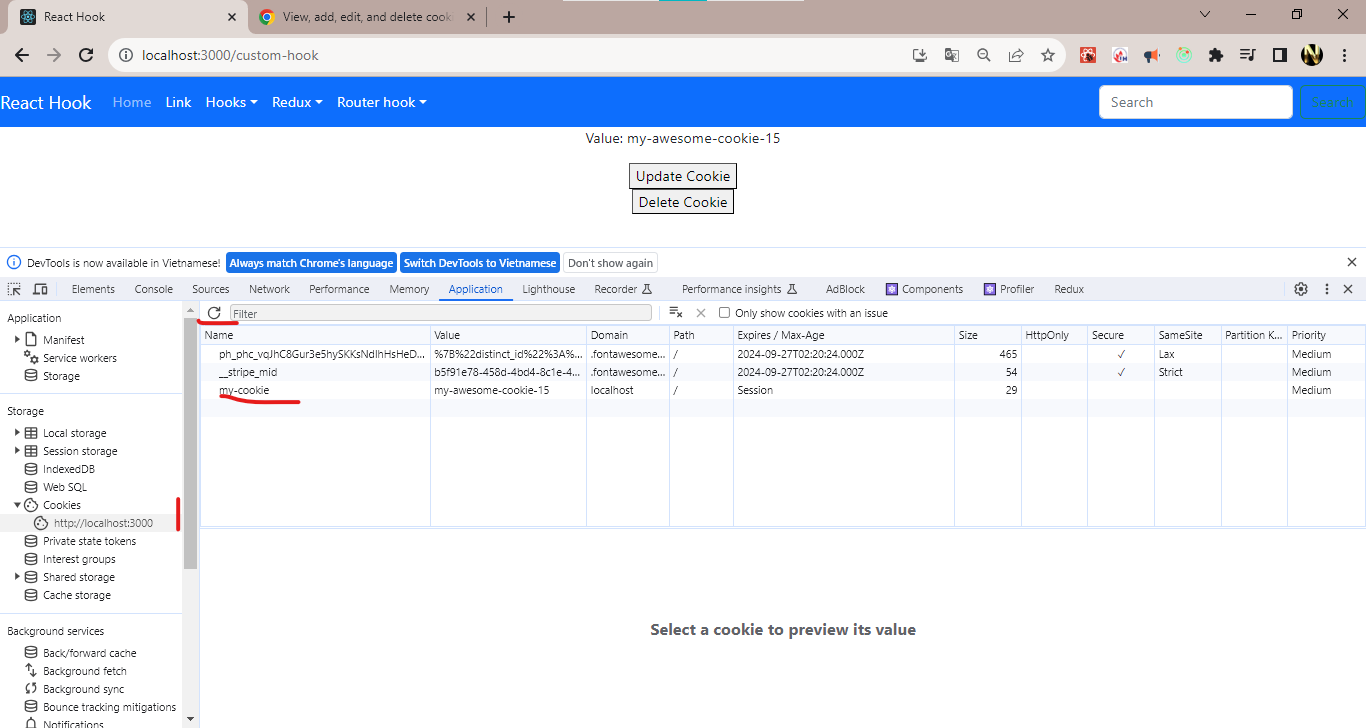 React Hook
View, add, edit, and delete cook
localhost:3000/custom-hook
React Hook Home Link Hooks Redux Router hook Search Search
Value: my-awesome-cookie-15
Update Cookie
Delete Cookie
DevTools is now available in Vietnamese! Always match Chrome's language Switch DevTools to Vietnamese Don't show again
Elements Console Sources Network Performance Memory Application Lighthouse Recorder Performance insights AdBlock Components Profiler Redux
Application
Manifest
Service workers
Storage
Storage
Local storage
Session storage
IndexedDB
Web SQL
Cookies
http://localhost:3000
Private state tokens
Interest groups
Shared storage
Cache storage
Background services
Back/forward cache
Background fetch
Background sync
Bounce tracking mitigations
Notifications
Filter Only show cookies with an issue
Name Value Domain Path Expires / Max-Age Size HttpOnly Secure SameSite Partition K... Priority
ph_phc_vqJhC8Gur3e5hySKKsNdlhHsHeD... %7B%22distinct_id%22%3A%... .fontawesome... / 2024-09-27T02:20:24.000Z 465 ✓ Lax Medium
__stripe_mid b5f91e78-458d-4bd4-8c1e-4... .fontawesome... / 2024-09-27T02:20:24.000Z 54 ✓ Strict Medium
my-cookie my-awesome-cookie-15 localhost / Session 29 Medium
Select a cookie to preview its value